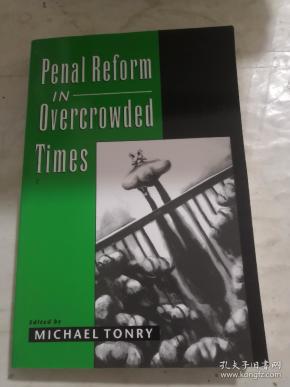 Penal Reform
IN
Overcrowded
Times
Edited by
MICHAEL TONRY
孔夫子旧书网